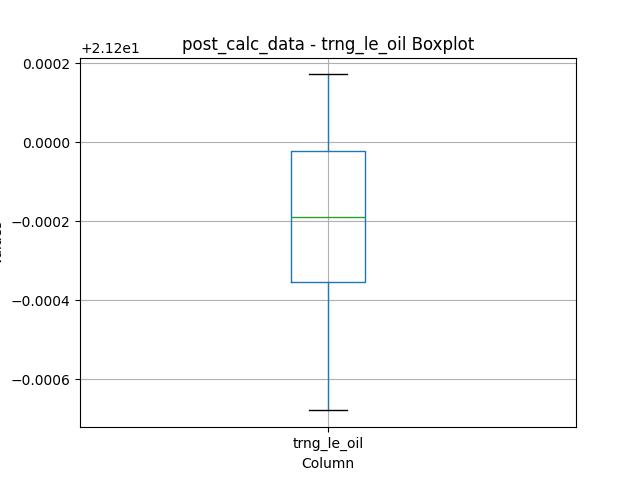 post_calc_data - trng_le_oil Boxplot
+2.12e1
0.0002
0.0000
−0.0002
−0.0004
−0.0006
trng_le_oil
Column